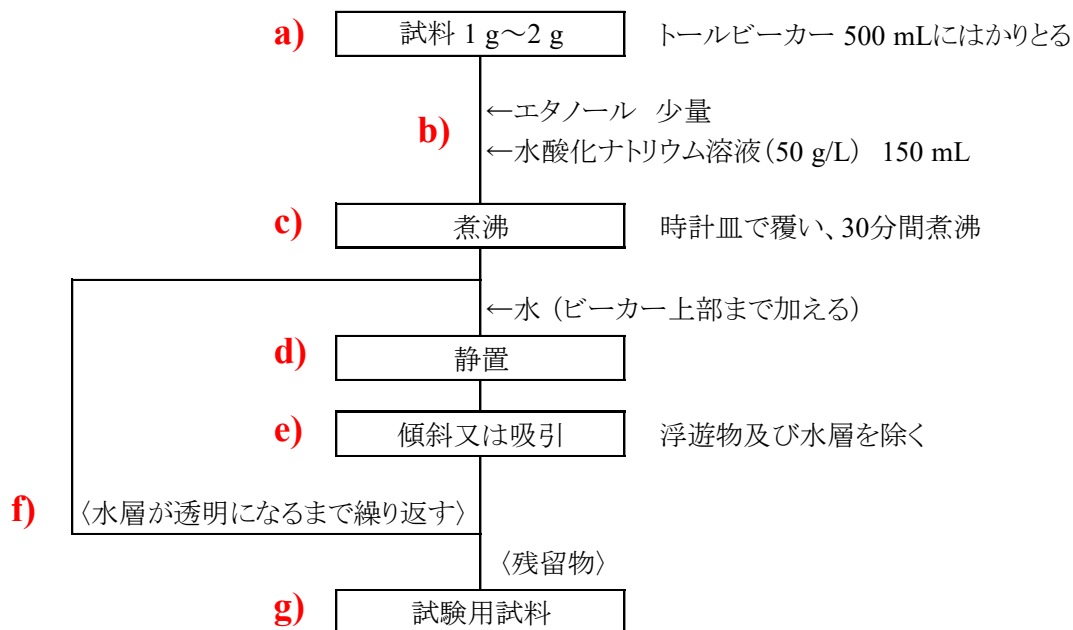 a) 試料 1 g～2 g トールビーカー 500 mLにはかりとる
←エタノール 少量
b)
←水酸化ナトリウム溶液（50 g/L） 150 mL
c) 煮沸 時計皿で覆い、30分間煮沸
←水（ビーカー上部まで加える）
d) 静置
e) 傾斜又は吸引 浮遊物及び水層を除く
f) 〈水層が透明になるまで繰り返す〉
〈残留物〉
g) 試験用試料